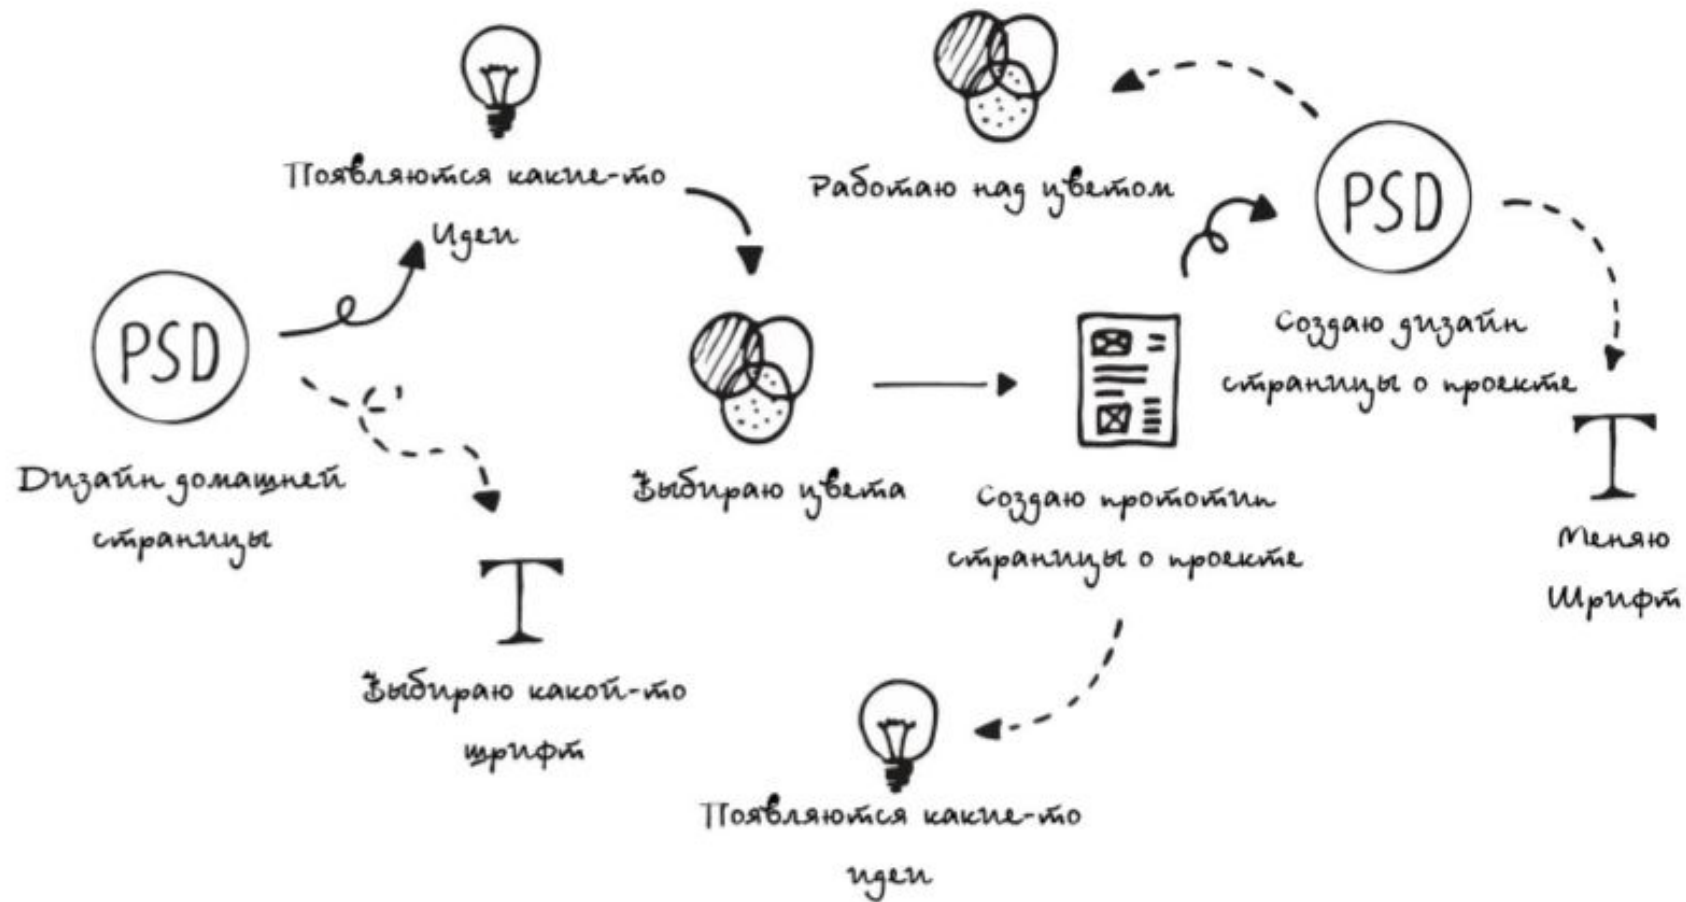 Появляются какие-то
Идеи
PSD
Дизайн домашней
страницы
Выбираю какой-то
шрифт
Выбираю цвета
Создаю прототип
страницы о проекте
Появляются какие-то
идеи
Работаю над цветом
PSD
Создаю дизайн
страницы о проекте
Меняю
Шрифт